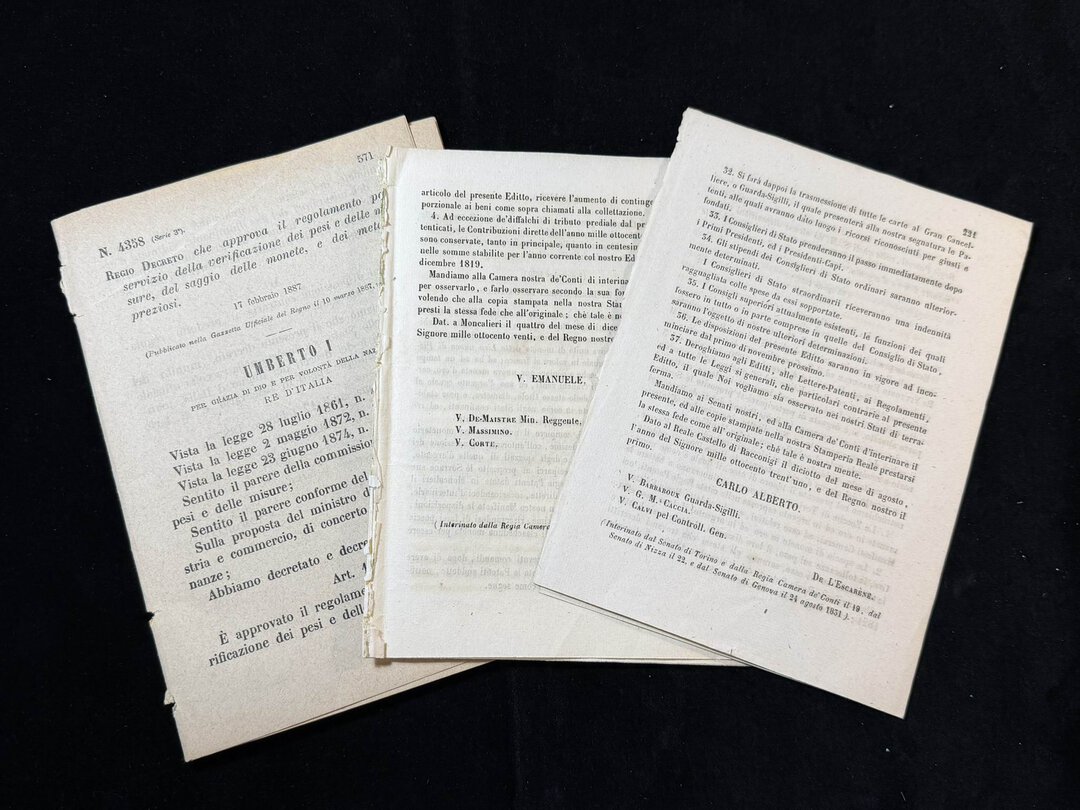 571
N. 4358 (Serie 3ª)
REGIO DECRETO che approva il regolamento
servizio della verificazione dei pesi e delle
sure, del saggio delle monete, e dei
preziosi.
17 febbraio 1887
(Pubblicato nella Gazzetta Ufficiale del Regno il 10 marzo 1887,
UMBERTO I
PER GRAZIA DI DIO E PER VOLONTÀ DELLA
RE D'ITALIA
Vista la legge 28 luglio 1861, n.
Vista la legge 2 maggio 1872, n.
Vista la legge 23 giugno 1874, n.
Sentito il parere della commission
pesi e delle misure;
Sentito il parere conforme del
Sulla proposta del ministro d
stria e commercio, di concerto
nanze;
Abbiamo decretato e decre
Art.
È approvato il regolame
rificazione dei pesi e dell
articolo del presente Editto, ricevere l'aumento di continge
porzionale ai beni come sopra chiamati alla collettazione.
4. Ad eccezione de'diffalchi di tributo prediale dal pr
tenticati, le Contribuzioni dirette dell'anno mille ottocento
sono conservate, tanto in principale, quanto in centesim
nelle somme stabilite per l'anno corrente col nostro Ed
dicembre 1819.
Mandiamo alla Camera nostra de'Conti di interina
per osservarlo, e farlo osservare secondo la sua for
volendo che alla copia stampata nella nostra Stam
presti la stessa fede che all'originale; chè tale è no
Dat. a Moncalieri il quattro del mese di dice
Signore mille ottocento venti, e del Regno nostro
V. EMANUELE.
V. DE-MAISTRE Min. Reggente.
V. MASSIMINO.
V. CORTE.
(Interinato dalla Regia Camera
231
32. Si farà dappoi la trasmessione di tutte le carte al Gran Cancel-
liere, o Guarda-Sigilli, il quale presenterà alla nostra segnatura le Pa-
tenti, alle quali avranno dato luogo i ricorsi riconosciuti per giusti e
fondati.
33. I Consiglieri di Stato prenderanno il passo immediatamente dopo
i Primi Presidenti, ed i Presidenti-Capi.
34. Gli stipendi dei Consiglieri di Stato ordinari saranno ulterior-
mente determinati.
I Consiglieri di Stato straordinarii riceveranno una indennità
ragguagliata colle spese da essi sopportate.
35. I Consigli superiori attualmente esistenti, le funzioni dei quali
fossero in tutto o in parte comprese in quelle del Consiglio di Stato,
saranno l'oggetto di nostre ulteriori determinazioni.
36. Le disposizioni del presente Editto saranno in vigore ad inco-
minciare dal primo di novembre prossimo.
37. Deroghiamo agli Editti, alle Lettere-Patenti, ai Regolamenti,
ed a tutte le Leggi sì generali, che particolari contrarie al presente
Editto, il quale Noi vogliamo sia osservato nei nostri Stati di terra-
ferma.
Mandiamo ai Senati nostri, ed alla Camera de' Conti d'interinare il
presente, ed alle copie stampate nella nostra Stamperia Reale prestarsi
la stessa fede come all'originale; chè tale è nostra mente.
Dato al Reale Castello di Racconigi il diciotto del mese di agosto,
l'anno del Signore mille ottocento trent'uno, e del Regno nostro il
primo.
CARLO ALBERTO.
V. BARBAROUX Guarda-Sigilli.
V. G. M. CACCIA.
V. CALVI pel Controll. Gen.
DE L'ESCARÈNE.
(Interinato dal Senato di Torino e dalla Regia Camera de' Conti il 19. dal
Senato di Nizza il 22, e dal Senato di Genova il 24 agosto 1831).